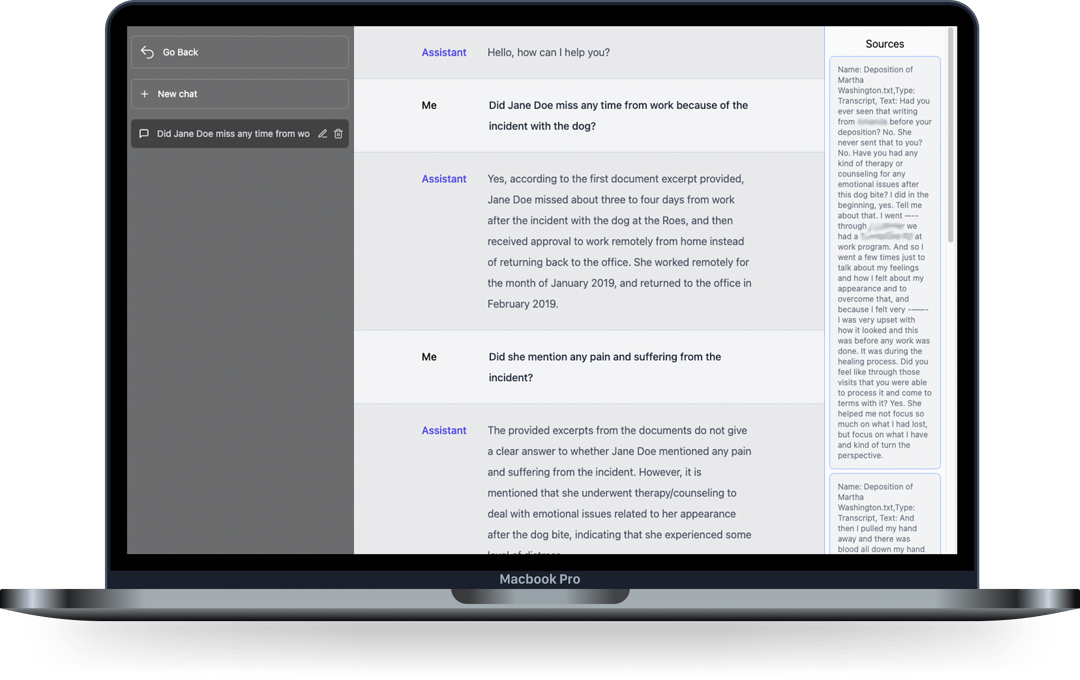 Go Back
New chat
Did Jane Doe miss any time from wo
Assistant
Hello, how can I help you?
Me
Did Jane Doe miss any time from work because of the
incident with the dog?
Assistant
Yes, according to the first document excerpt provided,
Jane Doe missed about three to four days from work
after the incident with the dog at the Roes, and then
received approval to work remotely from home instead
of returning back to the office. She worked remotely for
the month of January 2019, and returned to the office in
February 2019.
Me
Did she mention any pain and suffering from the
incident?
Assistant
The provided excerpts from the documents do not give
a clear answer to whether Jane Doe mentioned any pain
and suffering from the incident. However, it is
mentioned that she underwent therapy/counseling to
deal with emotional issues related to her appearance
after the dog bite, indicating that she experienced some
level of distress
Sources
Name: Deposition of
Martha
Washington.txt,Type:
Transcript, Text: Had you
ever seen that writing
from before your
deposition? No. She
never sent that to you?
No. Have you had any
kind of therapy or
counseling for any
emotional issues after
this dog bite? I did in the
beginning, yes. Tell me
about that. I went ----
through we
had a at
work program. And so I
went a few times just to
talk about my feelings
and how I felt about my
appearance and to
overcome that, and
because I felt very -----
I was very upset with
how it looked and this
was before any work was
done. It was during the
healing process. Did you
feel like through those
visits that you were able
to process it and come to
terms with it? Yes. She
helped me not focus so
much on what I had lost,
but focus on what I have
and kind of turn the
perspective.
Name: Deposition of
Martha
Washington.txt,Type:
Transcript, Text: And
then I pulled my hand
away and there was
blood all down my hand
Macbook Pro